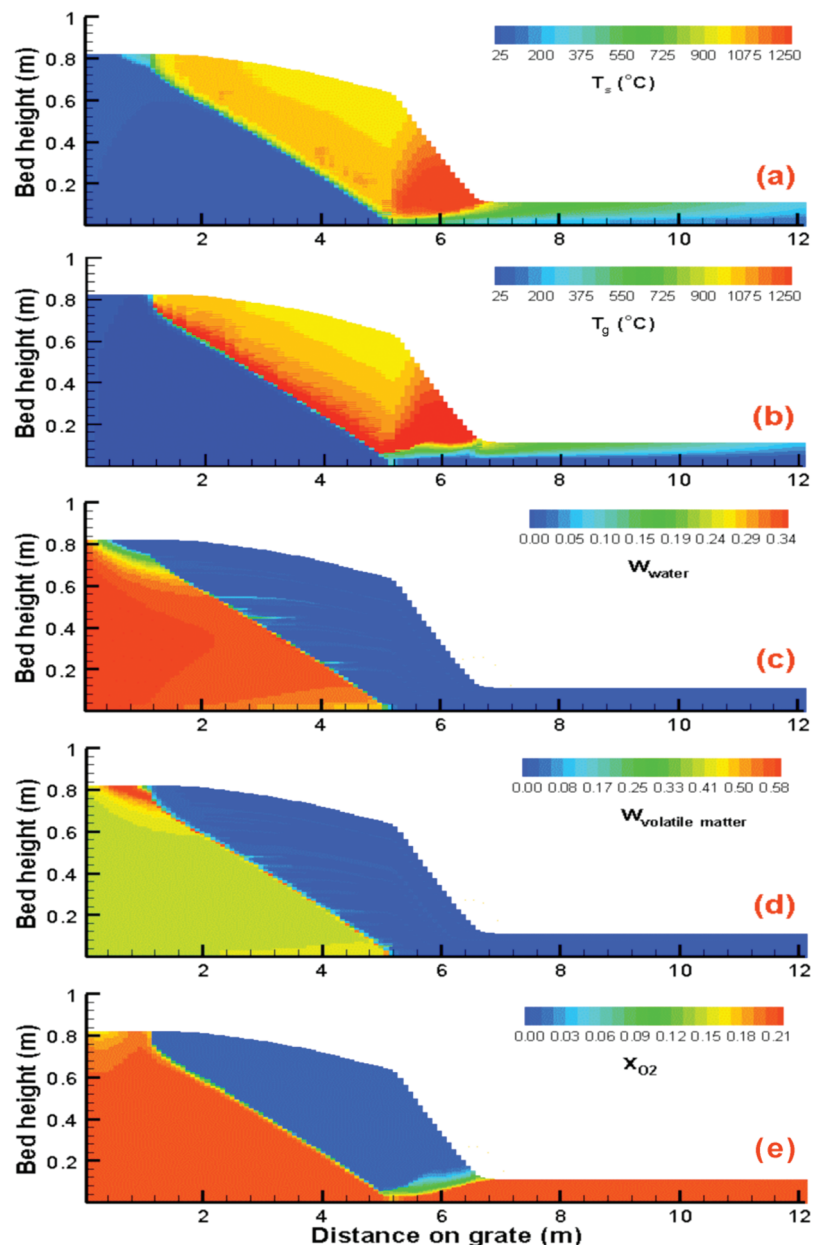 1
0.8
0.6
0.4
0.2
Bed height (m)
25 200 375 550 725 900 1075 1250
Ts (°C)
(a)
2 4 6 8 10 12
1
0.8
0.6
0.4
0.2
Bed height (m)
25 200 375 550 725 900 1075 1250
Tg (°C)
(b)
2 4 6 8 10 12
1
0.8
0.6
0.4
0.2
Bed height (m)
0.00 0.05 0.10 0.15 0.19 0.24 0.29 0.34
Wwater
(c)
2 4 6 8 10 12
1
0.8
0.6
0.4
0.2
Bed height (m)
0.00 0.08 0.17 0.25 0.33 0.41 0.50 0.58
Wvolatile matter
(d)
2 4 6 8 10 12
1
0.8
0.6
0.4
0.2
Bed height (m)
0.00 0.03 0.06 0.09 0.12 0.15 0.18 0.21
XO2
(e)
2 4 6 8 10 12
Distance on grate (m)